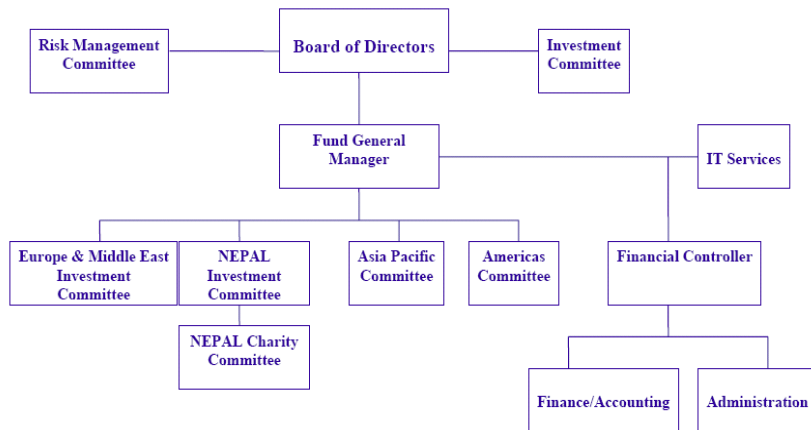 Risk Management
Committee
Board of Directors
Investment
Committee
Fund General
Manager
IT Services
Europe & Middle East
Investment
Committee
NEPAL
Investment
Committee
Asia Pacific
Committee
Americas
Committee
Financial Controller
NEPAL Charity
Committee
Finance/Accounting
Administration